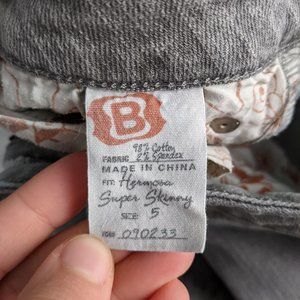 B
98% Cotton
FABRIC: 2% Spandex
MADE IN CHINA
FIT: Hermosa
Super Skinny
SIZE: 5
090233